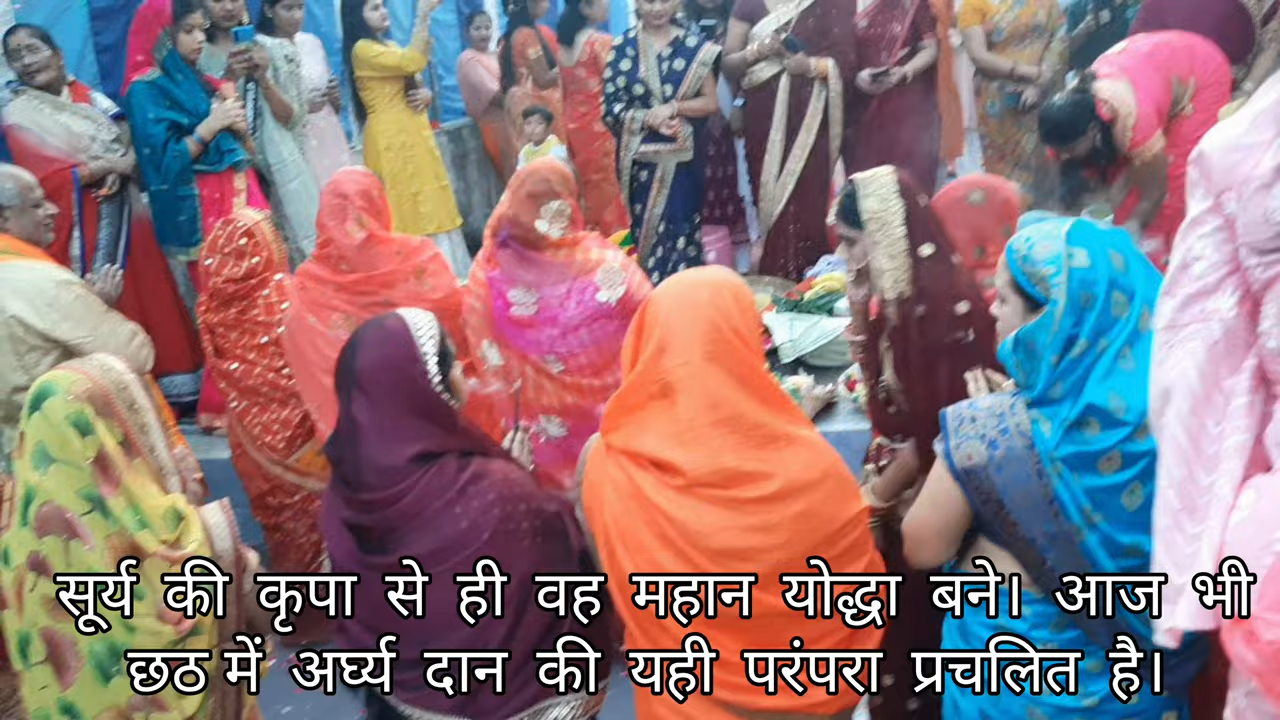 सूर्य की कृपा से ही वह महान योद्धा बने। आज भी
छठ में अर्घ्य दान की यही परंपरा प्रचलित है।